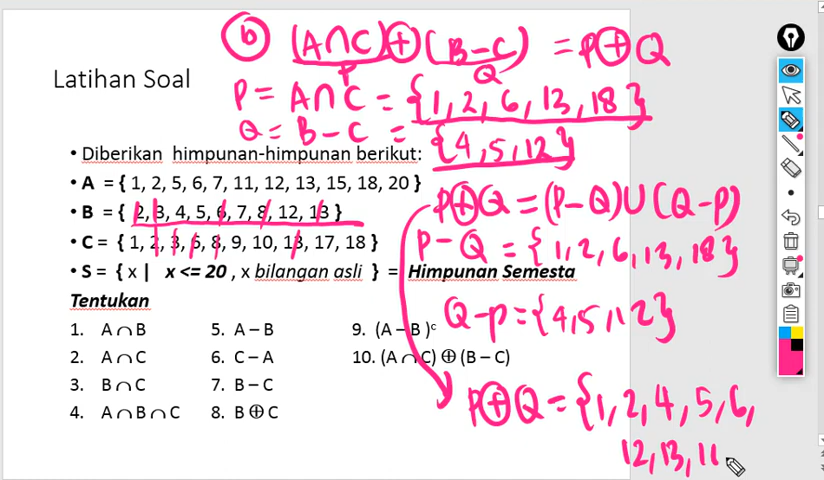 b (A∩C)⊕(B–C) = P⊕Q
P Q
Latihan Soal
P = A∩C = {1, 2, 6, 13, 18}
Q = B–C = {4, 5, 12}
• Diberikan himpunan-himpunan berikut:
• A = { 1, 2, 5, 6, 7, 11, 12, 13, 15, 18, 20 }
• B = { 2, 3, 4, 5, 6, 7, 8, 12, 13 }
P⊕Q = (P–Q)∪(Q–P)
• C = { 1, 2, 3, 6, 8, 9, 10, 13, 17, 18 }
P–Q = {1, 2, 6, 13, 18}
• S = { x | x <= 20 , x bilangan asli } = Himpunan Semesta
Q–P = {4, 5, 12}
Tentukan
1. A ∩ B
2. A ∩ C
3. B ∩ C
4. A ∩ B ∩ C
5. A – B
6. C – A
7. B – C
8. B ⊕ C
9. (A – B )ᶜ
10. (A ∩ C) ⊕ (B – C)
P⊕Q = {1, 2, 4, 5, 6,
12, 13, 11